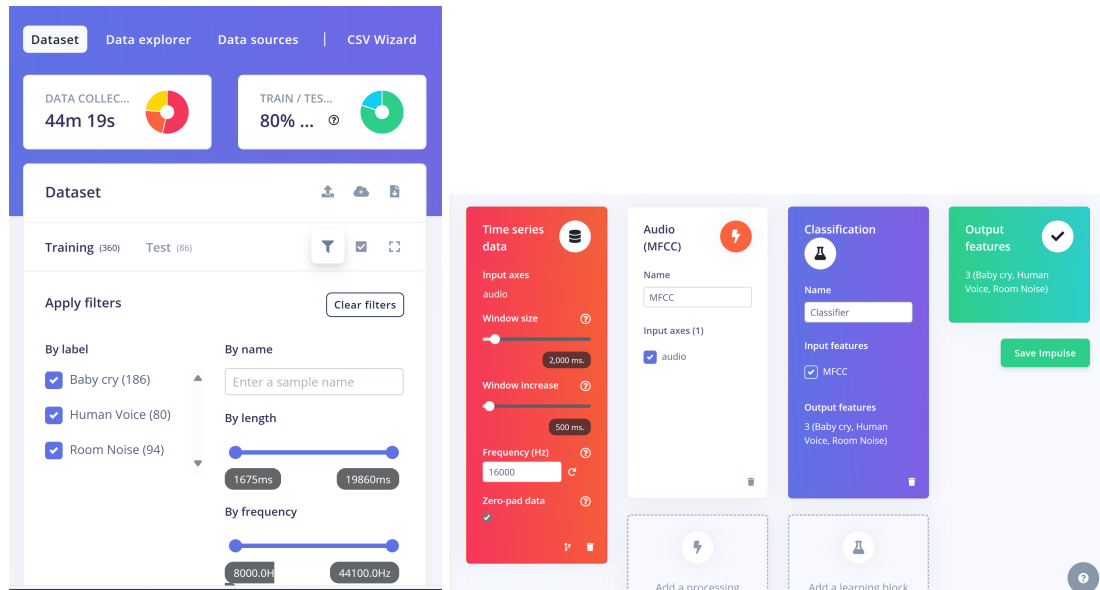 Dataset Data explorer Data sources | CSV Wizard
DATA COLLEC...
44m 19s
TRAIN / TES...
80% ...
Dataset
Training (360) Test (86)
Apply filters
Clear filters
By label
Baby cry (186)
Human Voice (80)
Room Noise (94)
By name
Enter a sample name
By length
1675ms 19860ms
By frequency
8000.0H 44100.0Hz
Time series
data
Input axes
audio
Window size
2,000 ms.
Window increase
500 ms.
Frequency (Hz)
16000
Zero-pad data
Audio
(MFCC)
Name
MFCC
Input axes (1)
audio
Classification
Name
Classifier
Input features
MFCC
Output features
3 (Baby cry, Human
Voice, Room Noise)
Output
features
3 (Baby cry, Human
Voice, Room Noise)
Save Impulse
Add a processing
Add a learning block